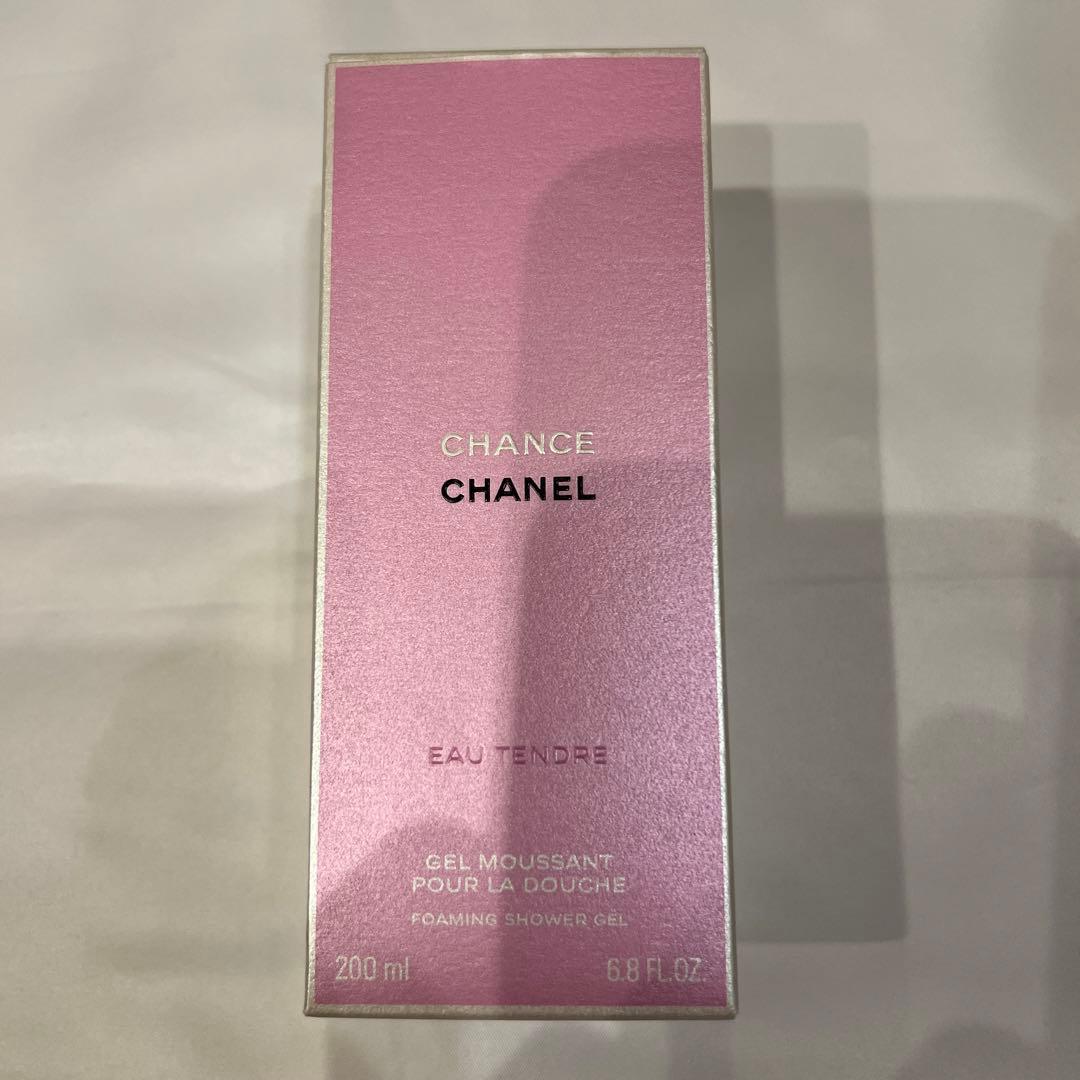 CHANCE
CHANEL
EAU TENDRE
GEL MOUSSANT
POUR LA DOUCHE
FOAMING SHOWER GEL
200 ml 6.8 FL.OZ.